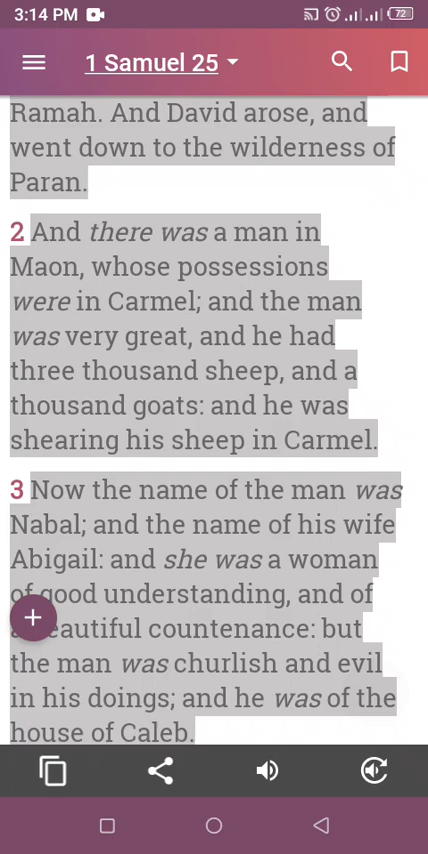 3:14 PM 72
1 Samuel 25
Ramah. And David arose, and
went down to the wilderness of
Paran.
2 And there was a man in
Maon, whose possessions
were in Carmel; and the man
was very great, and he had
three thousand sheep, and a
thousand goats: and he was
shearing his sheep in Carmel.
3 Now the name of the man was
Nabal; and the name of his wife
Abigail: and she was a woman
of good understanding, and of
beautiful countenance: but
the man was churlish and evil
in his doings; and he was of the
house of Caleb.